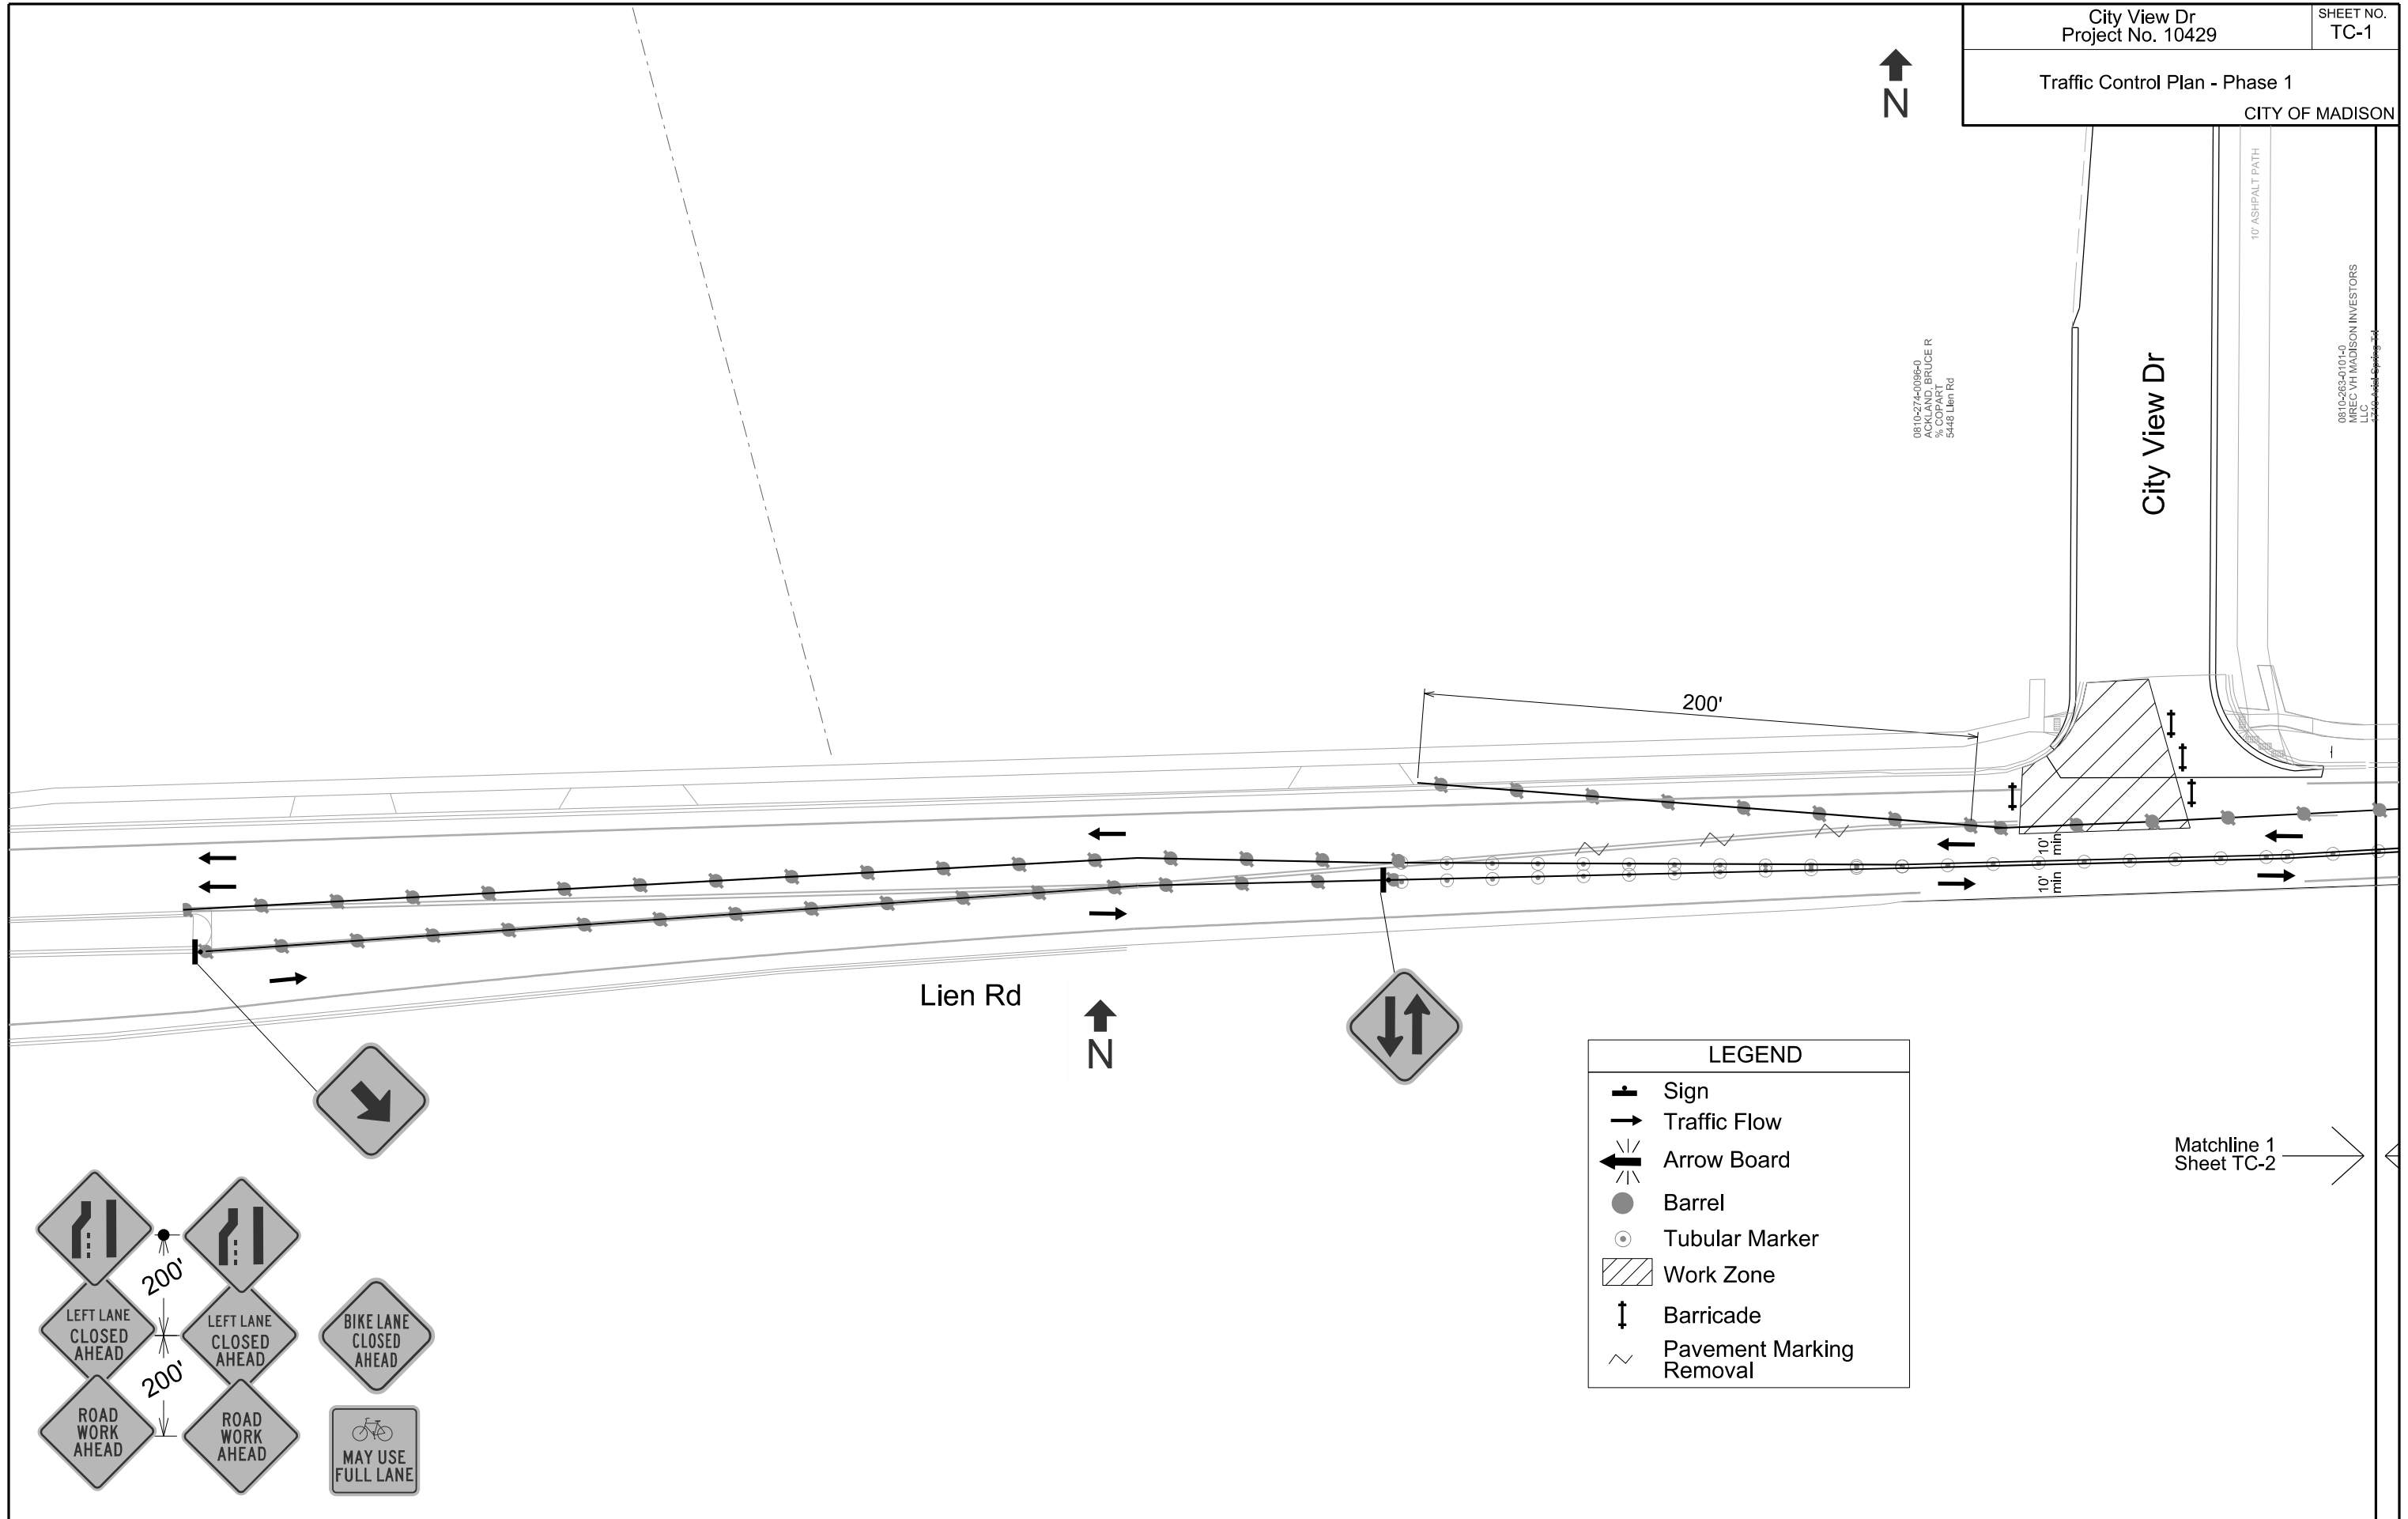 City View Dr
Project No. 10429
SHEET NO.
TC-1
Traffic Control Plan - Phase 1
CITY OF MADISON
N
10' ASHPALT PATH
0810-263-0101-0
MREC VH MADISON INVESTORS
LLC
0810-274-0096-0
ACKLAND, BRUCE R
% COPART
5448 Lien Rd
City View Dr
200'
10'
min
10'
min
Lien Rd
N
LEGEND
Sign
Traffic Flow
Arrow Board
Barrel
Tubular Marker
Work Zone
Barricade
Pavement Marking
Removal
Matchline 1
Sheet TC-2
200'
LEFT LANE
CLOSED
AHEAD
LEFT LANE
CLOSED
AHEAD
200'
ROAD
WORK
AHEAD
ROAD
WORK
AHEAD
BIKE LANE
CLOSED
AHEAD
MAY USE
FULL LANE